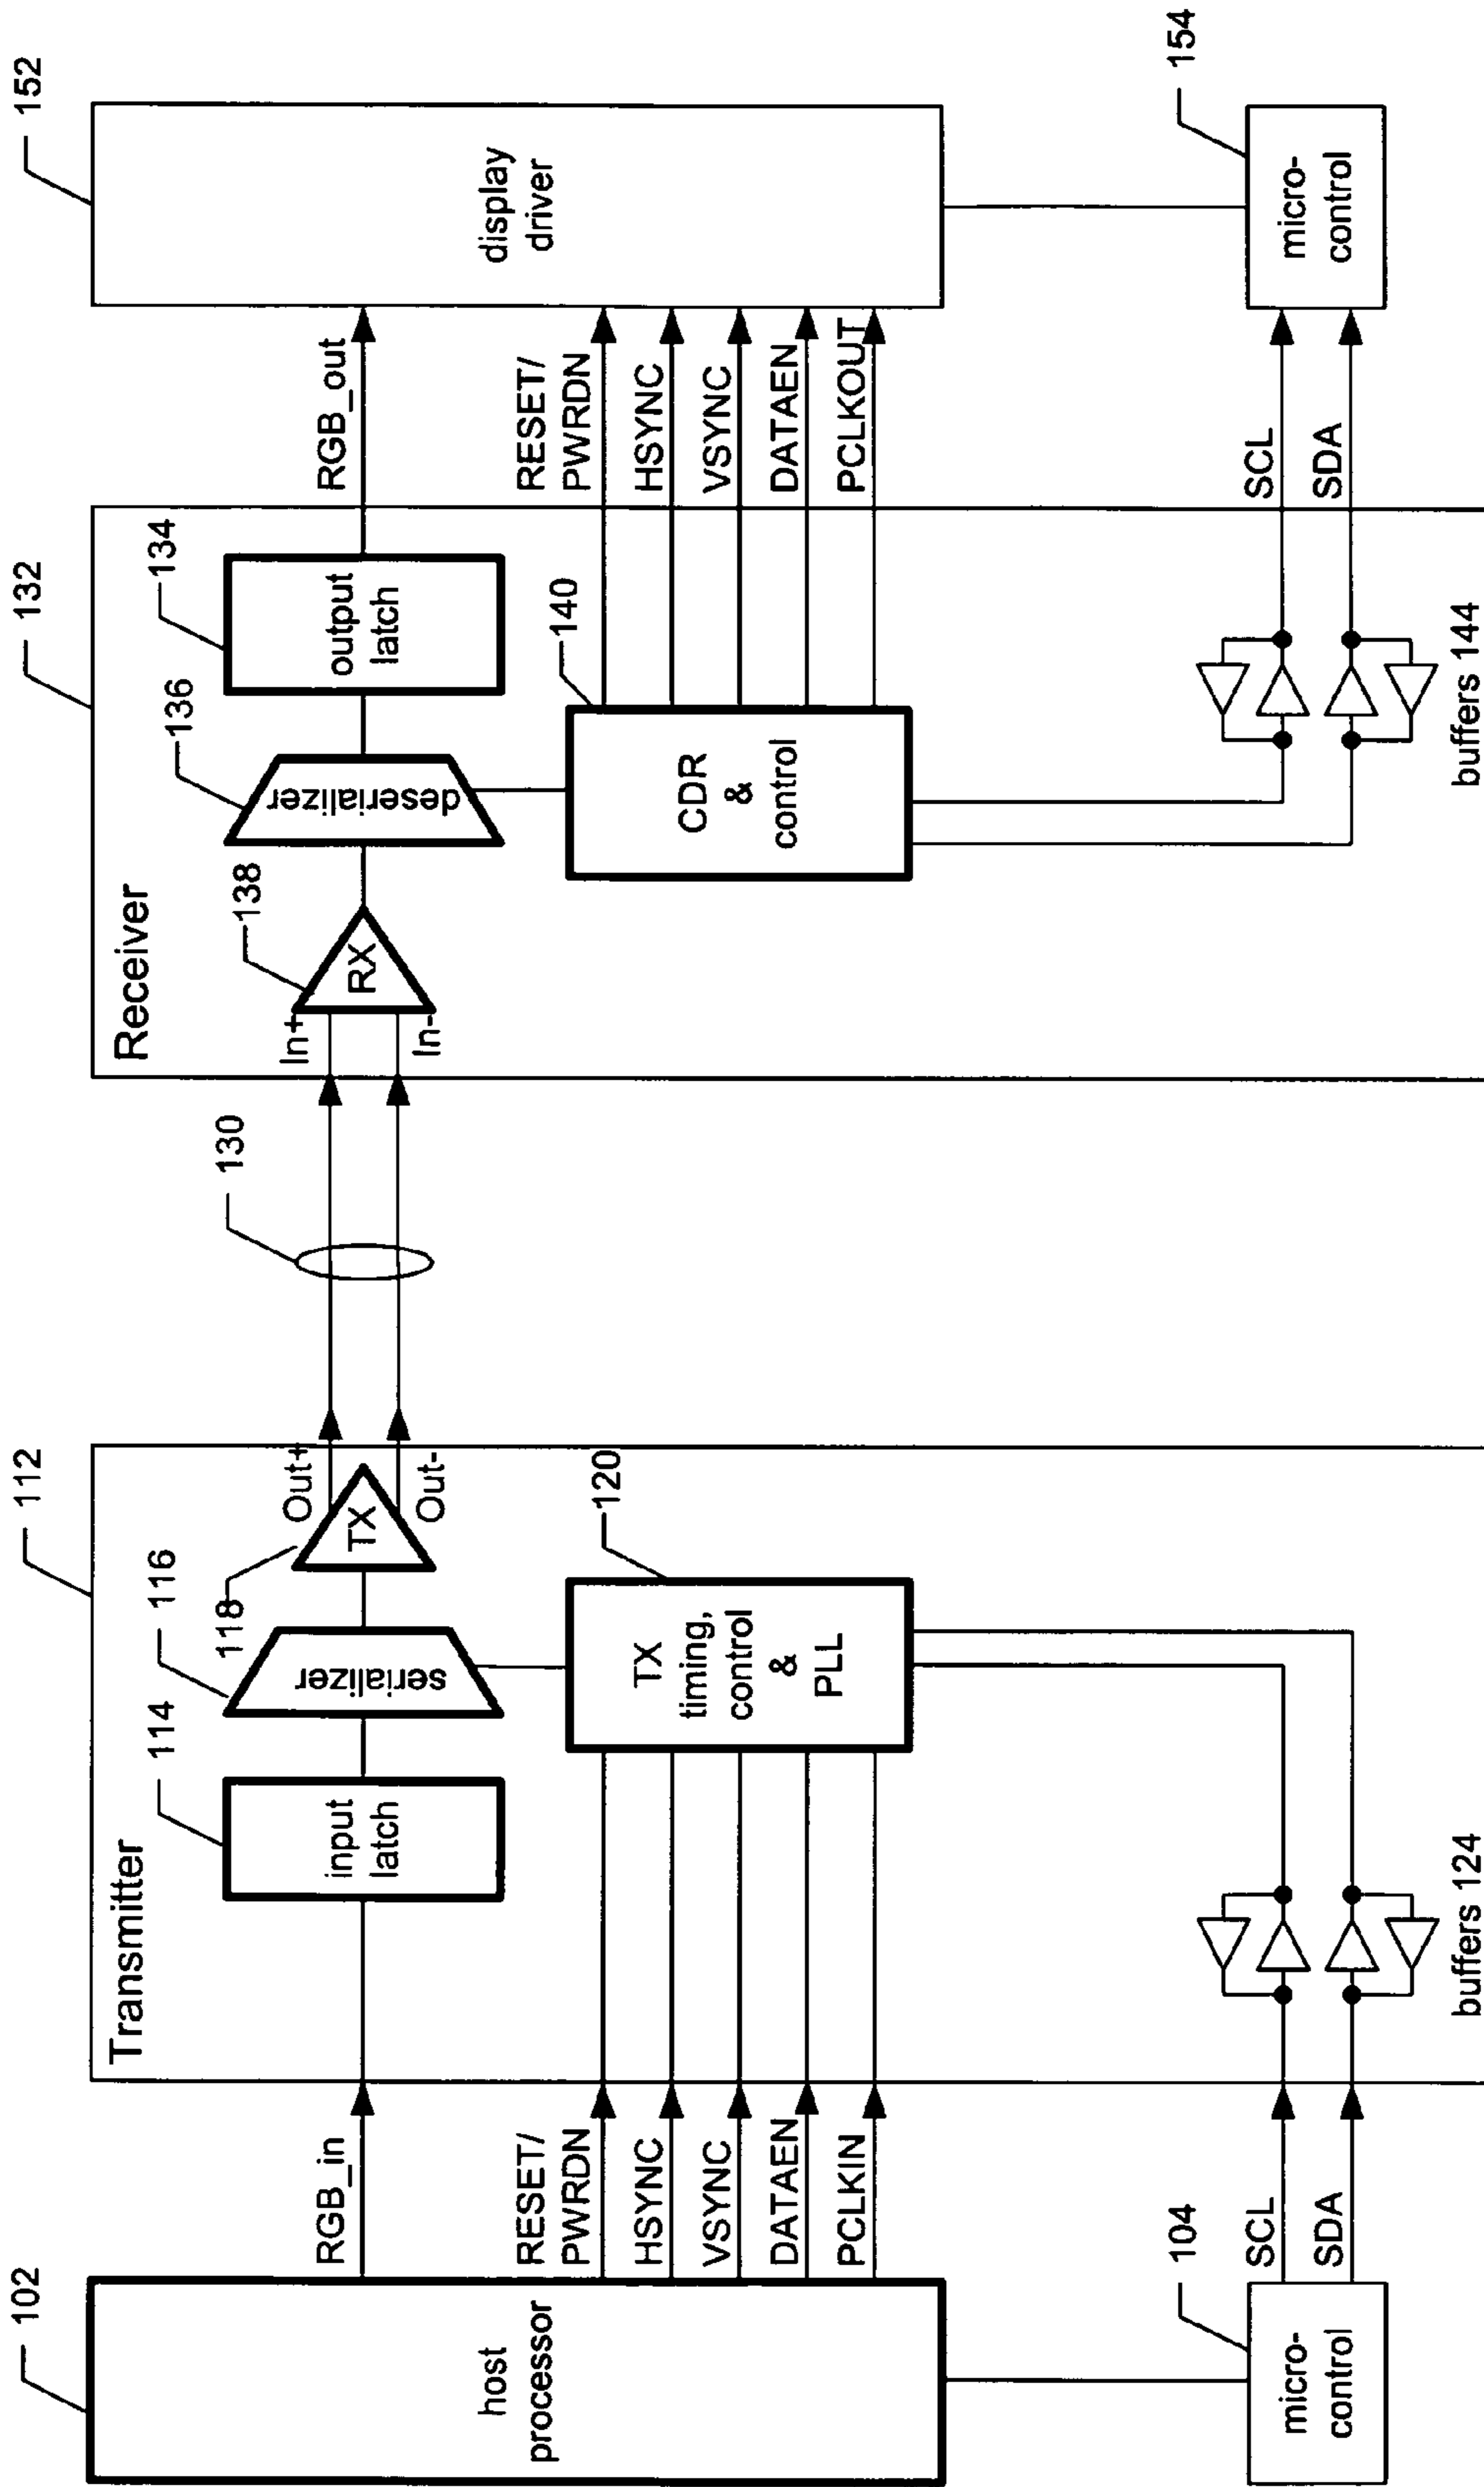 102
host
processor
RGB_in
RESET/
PWRDN
HSYNC
VSYNC
DATAEN
PCLKIN
104
micro-
control
SCL
SDA
112
Transmitter
114
input
latch
116
serializer
118
TX
Out+
Out-
120
TX
timing,
control
&
PLL
buffers 124
130
132
Receiver
In+
In-
138
RX
136
deserializer
134
output
latch
140
CDR
&
control
buffers 144
RGB_out
RESET/
PWRDN
HSYNC
VSYNC
DATAEN
PCLKOUT
SCL
SDA
152
display
driver
154
micro-
control